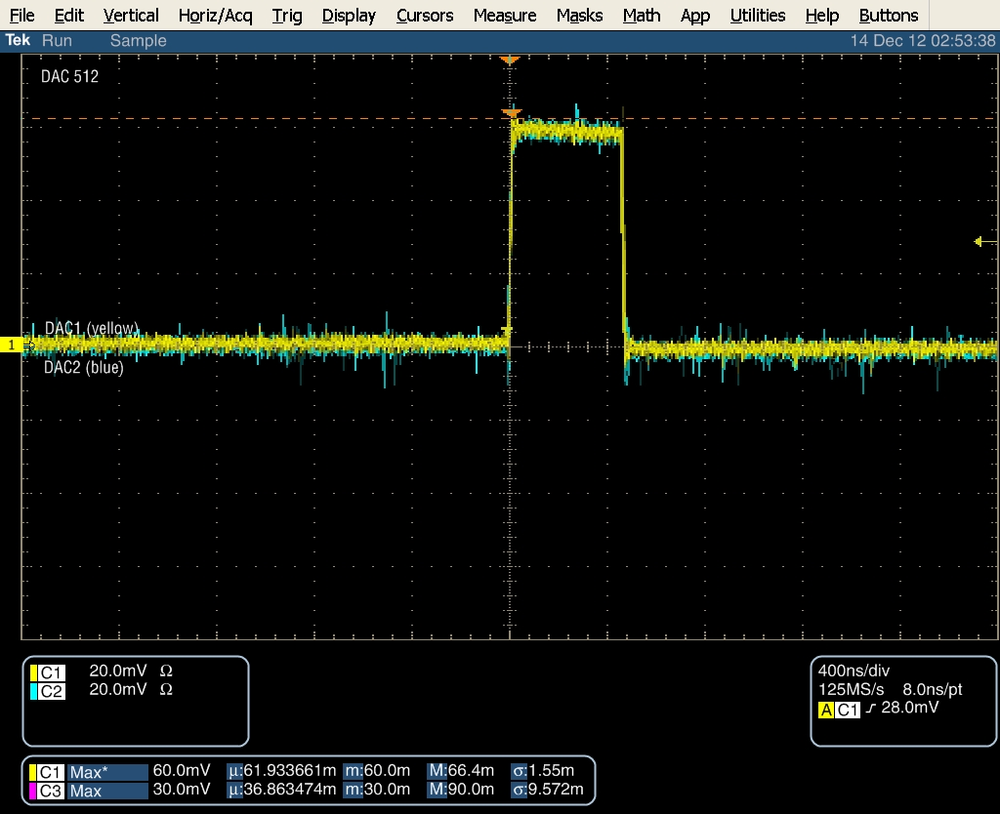 File Edit Vertical Horiz/Acq Trig Display Cursors Measure Masks Math App Utilities Help Buttons
Tek Run Sample 14 Dec 12 02:53:38
DAC 512
DAC1 (yellow)
1
DAC2 (blue)
C1 20.0mV Ω
C2 20.0mV Ω
400ns/div
125MS/s 8.0ns/pt
A C1 28.0mV
C1 Max* 60.0mV μ:61.933661m m:60.0m M:66.4m σ:1.55m
C3 Max 30.0mV μ:36.863474m m:30.0m M:90.0m σ:9.572m